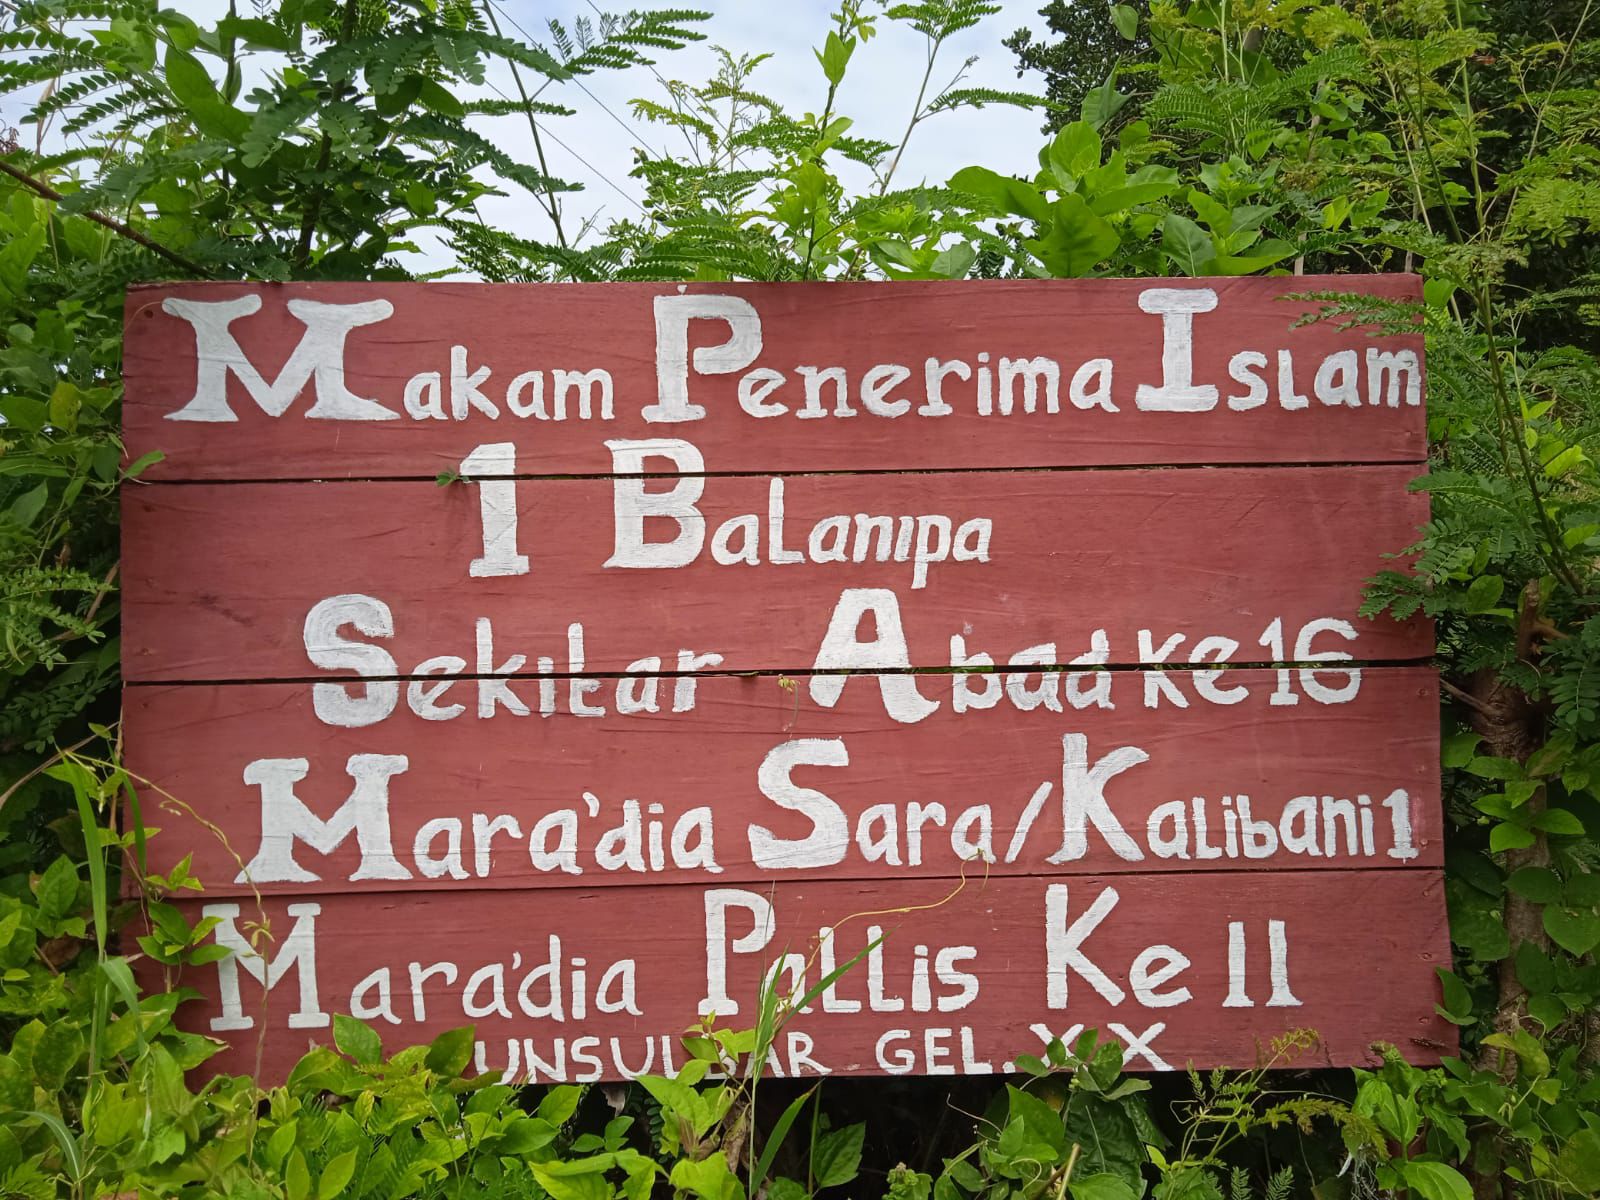 Makam Penerima Islam
1 Balanipa
Sekitar Abad ke 16
Mara'dia Sara/Kalibani 1
Mara'dia Pallis Ke II
UNSULBAR GEL. XX